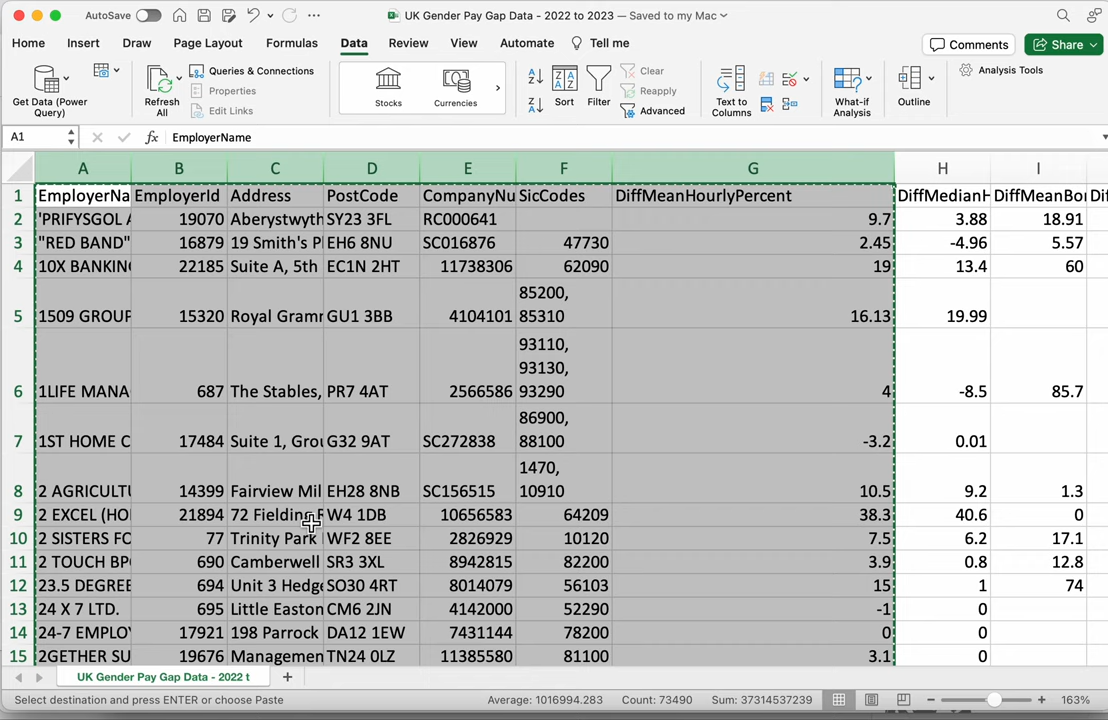 AutoSave UK Gender Pay Gap Data - 2022 to 2023 — Saved to my Mac
Home Insert Draw Page Layout Formulas Data Review View Automate Tell me Comments Share
Get Data (Power Query) Refresh All Queries & Connections Properties Edit Links Stocks Currencies Sort Filter Clear Reapply Advanced Text to Columns What-if Analysis Outline Analysis Tools
A1 fx EmployerName
A B C D E F G H I
1 EmployerNa EmployerId Address PostCode CompanyNu SicCodes DiffMeanHourlyPercent DiffMedianH DiffMeanBo Di
2 'PRIFYSGOL A 19070 Aberystwyth SY23 3FL RC000641 9.7 3.88 18.91
3 "RED BAND" 16879 19 Smith's P EH6 8NU SC016876 47730 2.45 -4.96 5.57
4 10X BANKIN 22185 Suite A, 5th EC1N 2HT 11738306 62090 19 13.4 60
85200,
5 1509 GROUP 15320 Royal Gramr GU1 3BB 4104101 85310 16.13 19.99
93110,
93130,
6 1LIFE MANA 687 The Stables, PR7 4AT 2566586 93290 4 -8.5 85.7
86900,
7 1ST HOME C 17484 Suite 1, Grou G32 9AT SC272838 88100 -3.2 0.01
1470,
8 2 AGRICULTU 14399 Fairview Mil EH28 8NB SC156515 10910 10.5 9.2 1.3
9 2 EXCEL (HO 21894 72 Fielding R W4 1DB 10656583 64209 38.3 40.6 0
10 2 SISTERS FO 77 Trinity Park WF2 8EE 2826929 10120 7.5 6.2 17.1
11 2 TOUCH BP 690 Camberwell SR3 3XL 8942815 82200 3.9 0.8 12.8
12 23.5 DEGREE 694 Unit 3 Hedge SO30 4RT 8014079 56103 15 1 74
13 24 X 7 LTD. 695 Little Easton CM6 2JN 4142000 52290 -1 0
14 24-7 EMPLOY 17921 198 Parrock DA12 1EW 7431144 78200 0 0
15 2GETHER SU 19676 Managemen TN24 0LZ 11385580 81100 3.1 0
UK Gender Pay Gap Data - 2022 t
Select destination and press ENTER or choose Paste Average: 1016994.283 Count: 73490 Sum: 37314537239 163%